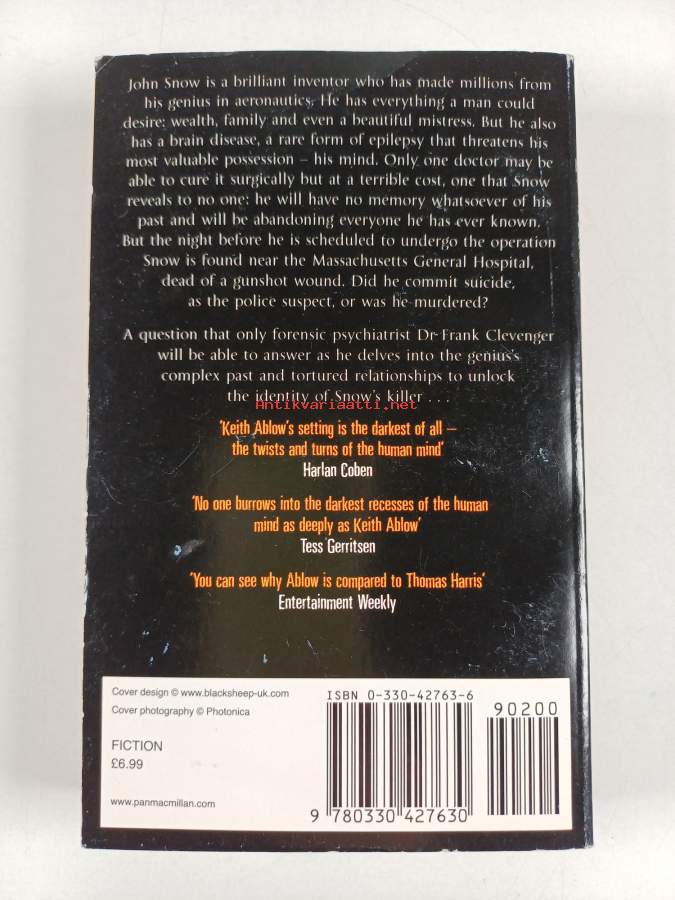 John Snow is a brilliant inventor who has made millions from
his genius in aeronautics. He has everything a man could
desire: wealth, family and even a beautiful mistress. But he also
has a brain disease, a rare form of epilepsy that threatens his
most valuable possession – his mind. Only one doctor may be
able to cure it surgically but at a terrible cost, one that Snow
reveals to no one: he will have no memory whatsoever of his
past and will be abandoning everyone he has ever known.
But the night before he is scheduled to undergo the operation
Snow is found near the Massachusetts General Hospital,
dead of a gunshot wound. Did he commit suicide,
as the police suspect, or was he murdered?
A question that only forensic psychiatrist Dr Frank Clevenger
will be able to answer as he delves into the genius's
complex past and tortured relationships to unlock
the identity of Snow's killer . . .
Antikvariaatti.net
'Keith Ablow's setting is the darkest of all –
the twists and turns of the human mind'
Harlan Coben
'No one burrows into the darkest recesses of the human
mind as deeply as Keith Ablow'
Tess Gerritsen
'You can see why Ablow is compared to Thomas Harris'
Entertainment Weekly
Cover design © www.blacksheep-uk.com
Cover photography © Photonica
FICTION
£6.99
www.panmacmillan.com
ISBN 0-330-42763-6
90200
9 780330 427630